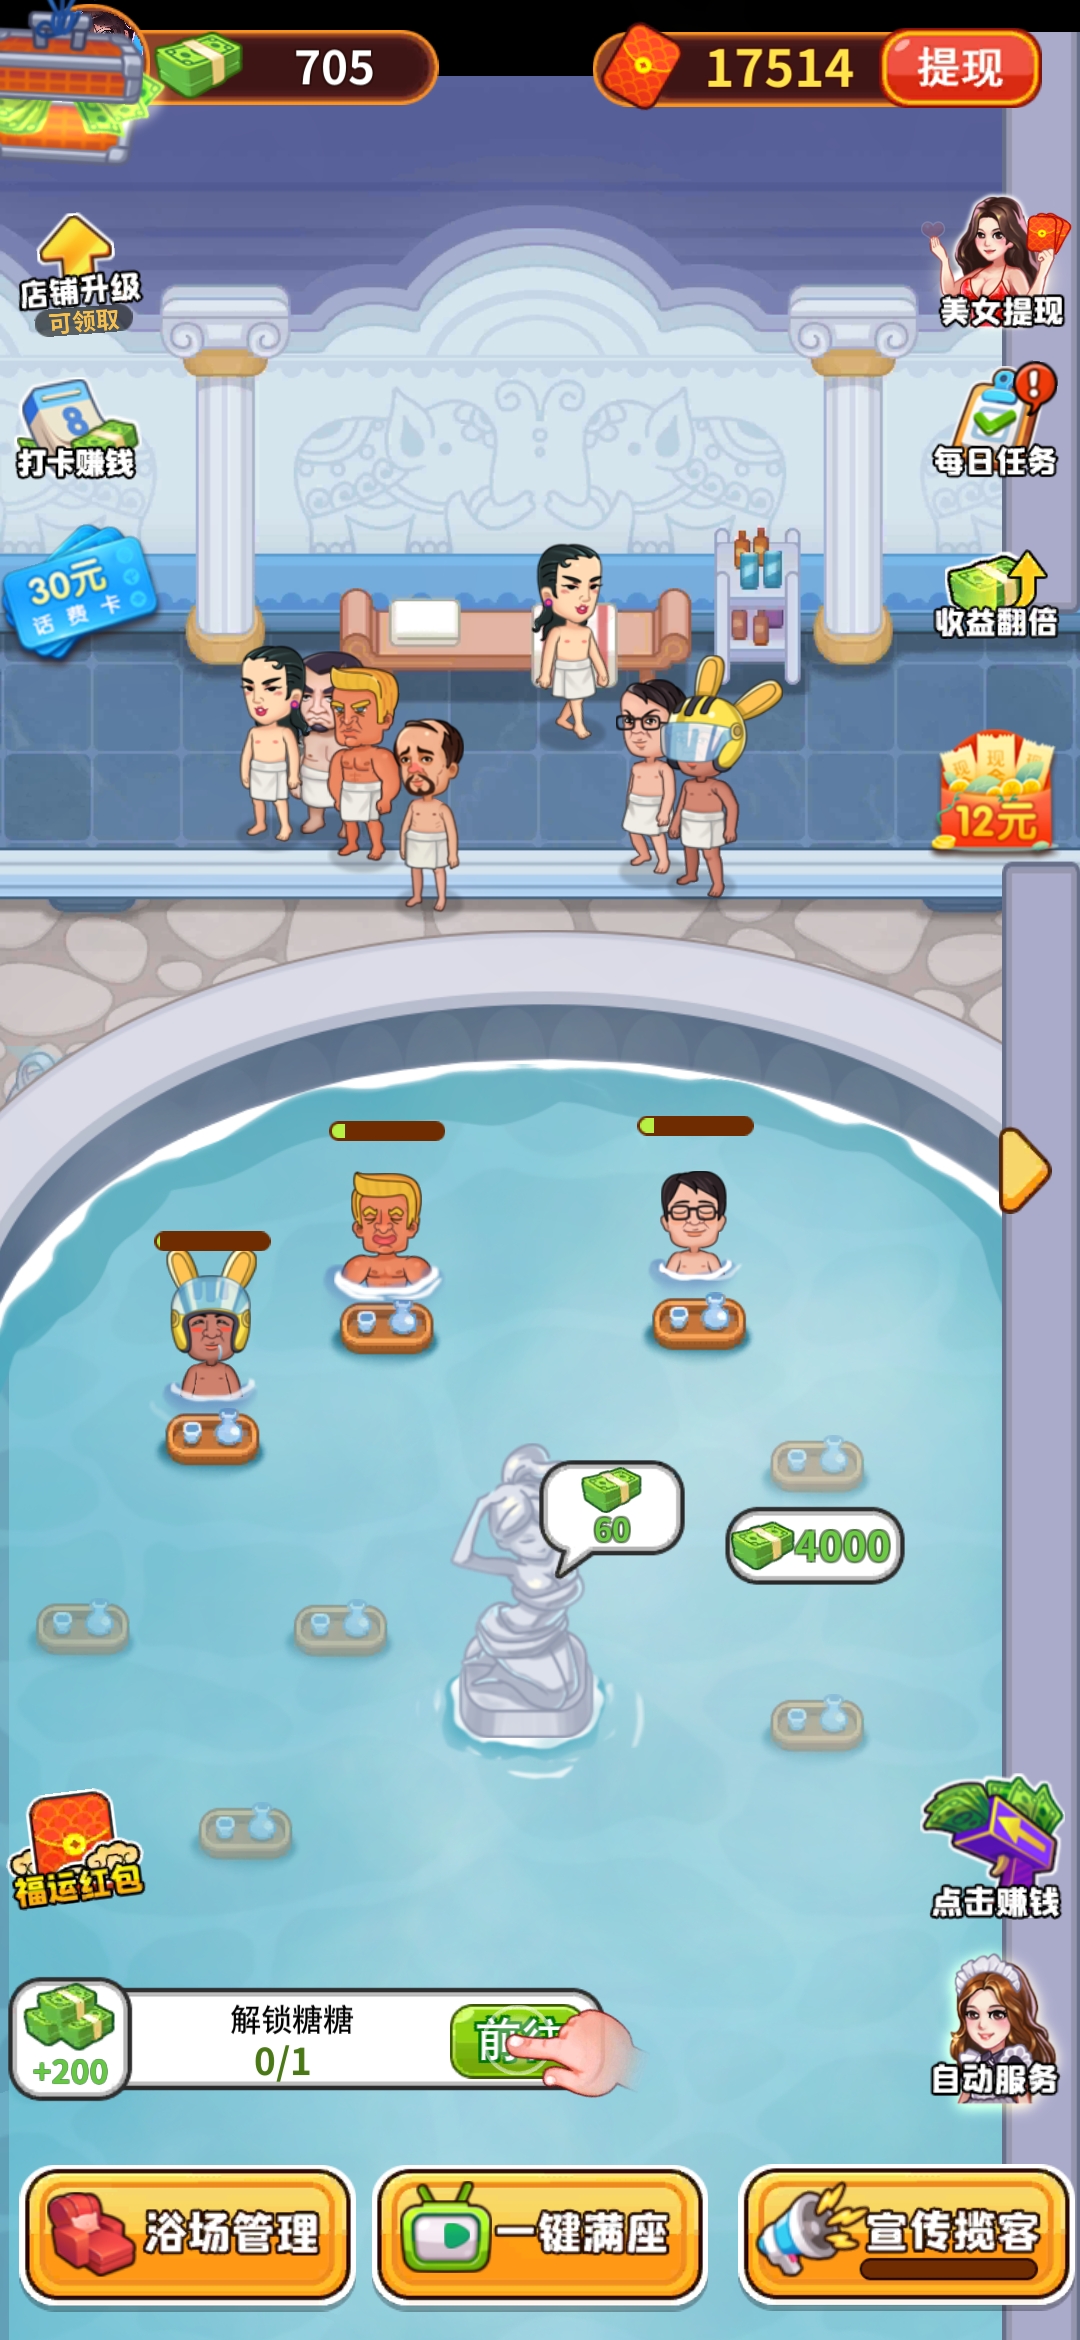 705
17514
提现
店铺升级
可领取
美女提现
8
打卡赚钱
每日任务
30元
话费卡
收益翻倍
现
现
现
12元
60
4000
福运红包
点击赚钱
解锁糖糖
前往
+200
0/1
自动服务
浴场管理
一键满座
宣传揽客